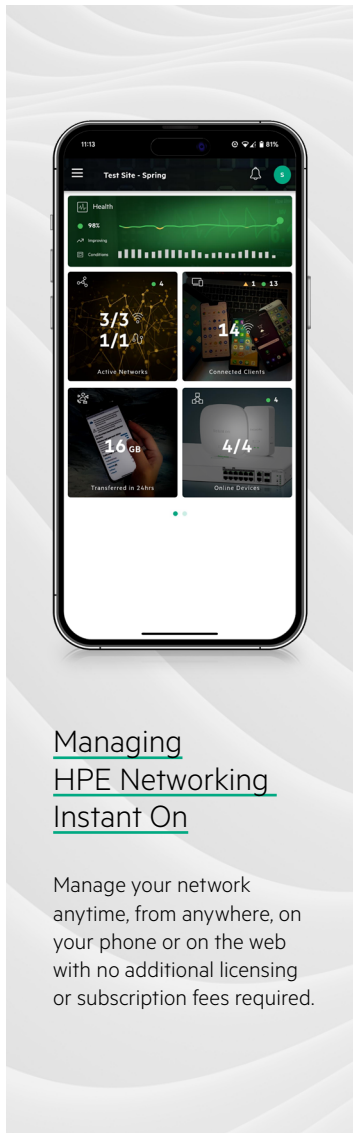 11:13
81%
Test Site - Spring
S
Health
98%
Improving
Conditions
4
3/3
1/1
Active Networks
1 13
14
Connected Clients
16 GB
Transferred in 24hrs
4
4/4
Online Devices
Managing
HPE Networking
Instant On
Manage your network
anytime, from anywhere, on
your phone or on the web
with no additional licensing
or subscription fees required.